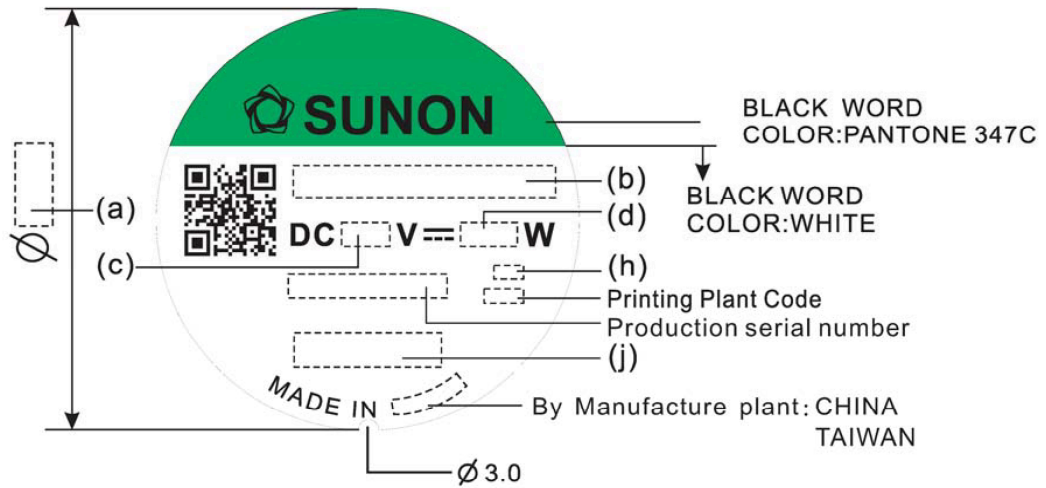 SUNON
BLACK WORD
COLOR:PANTONE 347C
(a)
(b)
BLACK WORD
COLOR:WHITE
(d)
DC V⎓ W
(c)
(h)
Printing Plant Code
Production serial number
(j)
MADE IN
By Manufacture plant: CHINA
TAIWAN
Ø
Ø 3.0